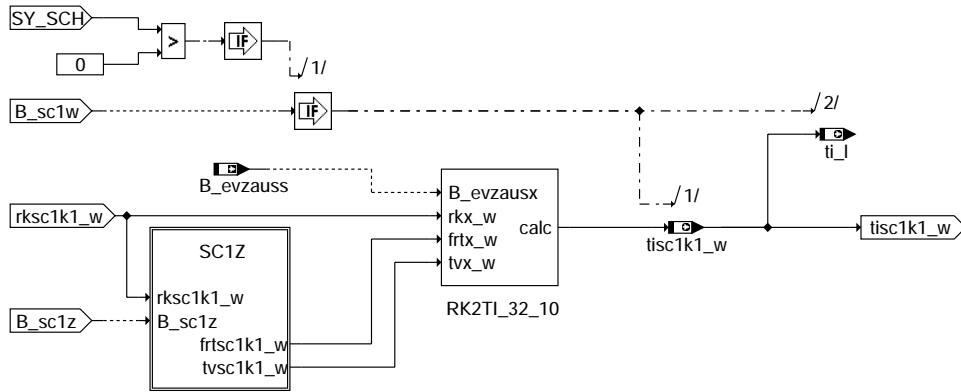 SY_SCH
>
IF
/1/
0
B_sc1w
IF
/2/
ti_l
B_evzauss
B_evzausx
/1/
rksc1k1_w
rkx_w
calc
tisc1k1_w
tisc1k1_w
frtx_w
SC1Z
tvx_w
rksc1k1_w
RK2TI_32_10
B_sc1z
B_sc1z
frtsc1k1_w
tvsc1k1_w